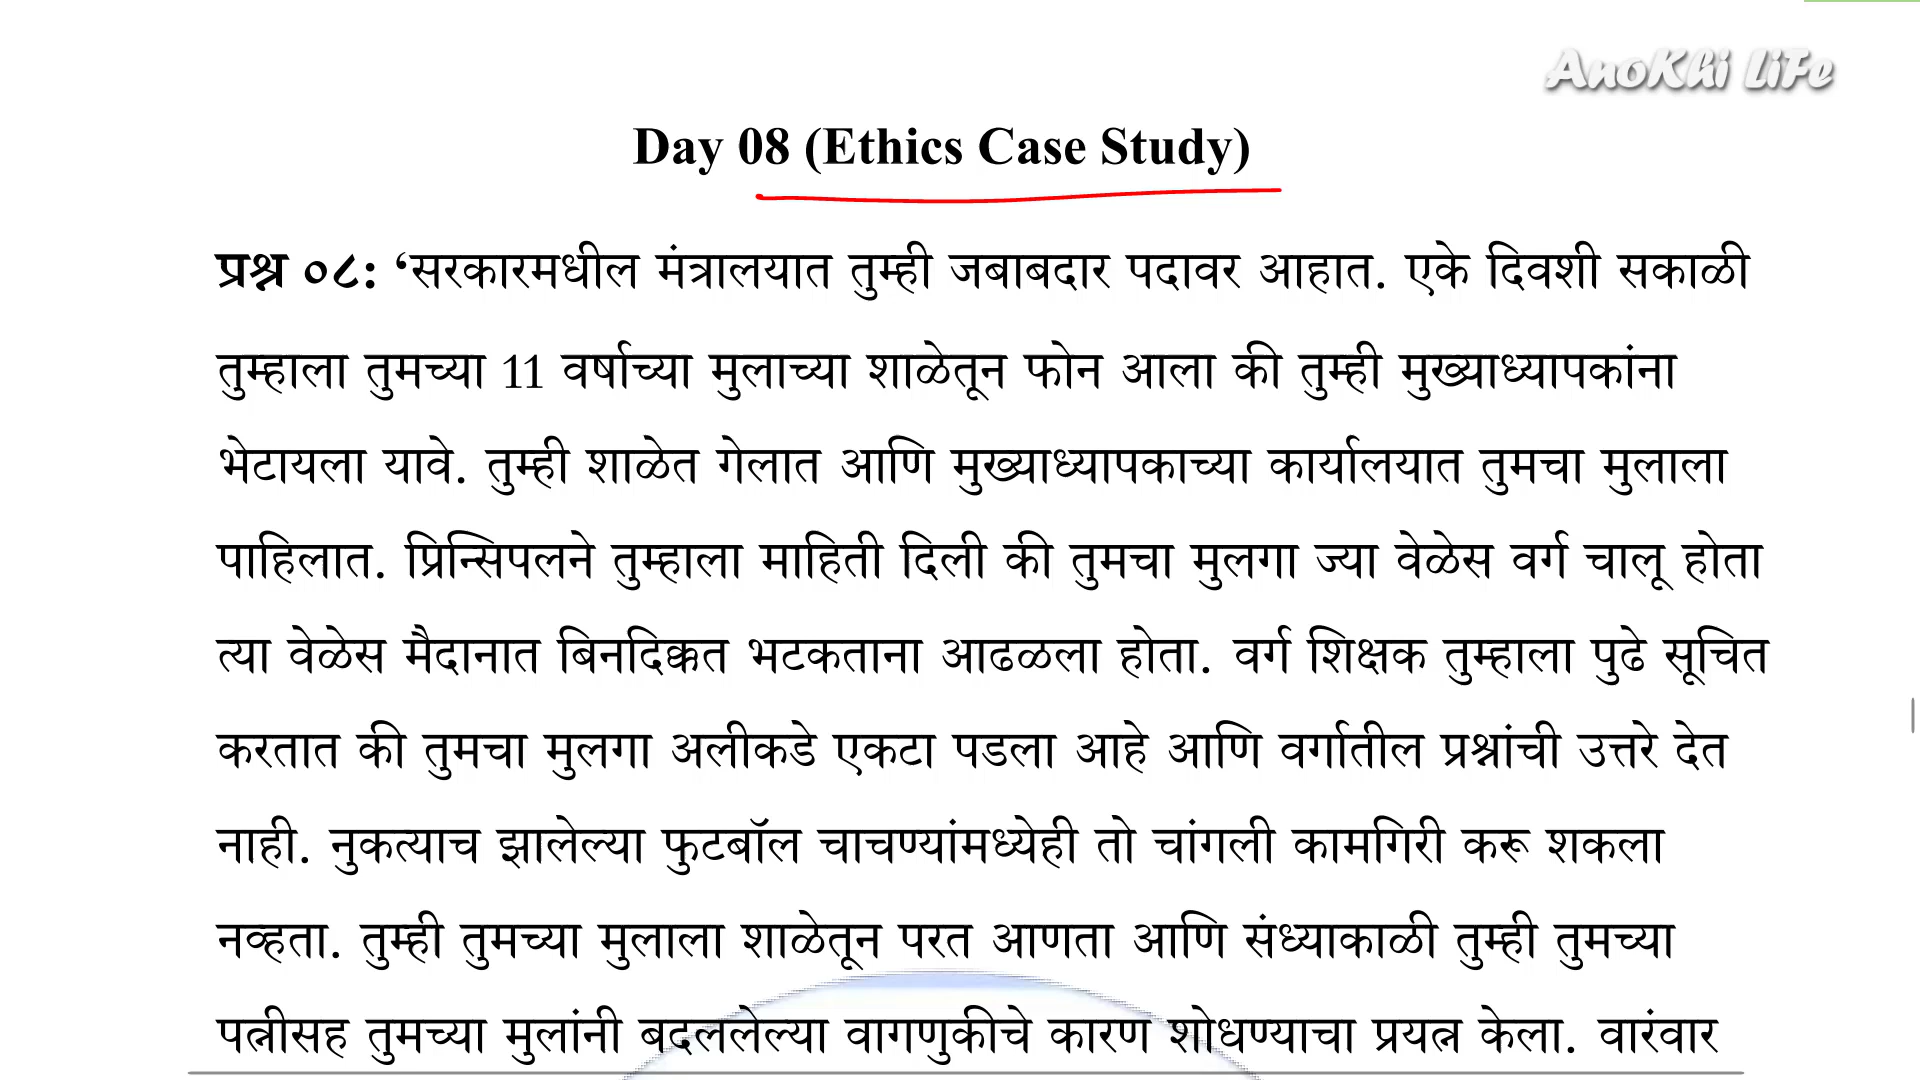 AnoKhi LiFe
Day 08 (Ethics Case Study)
प्रश्न ०८: ‘सरकारमधील मंत्रालयात तुम्ही जबाबदार पदावर आहात. एके दिवशी सकाळी
तुम्हाला तुमच्या 11 वर्षाच्या मुलाच्या शाळेतून फोन आला की तुम्ही मुख्याध्यापकांना
भेटायला यावे. तुम्ही शाळेत गेलात आणि मुख्याध्यापकाच्या कार्यालयात तुमचा मुलाला
पाहिलात. प्रिन्सिपलने तुम्हाला माहिती दिली की तुमचा मुलगा ज्या वेळेस वर्ग चालू होता
त्या वेळेस मैदानात बिनदिक्कत भटकताना आढळला होता. वर्ग शिक्षक तुम्हाला पुढे सूचित
करतात की तुमचा मुलगा अलीकडे एकटा पडला आहे आणि वर्गातील प्रश्नांची उत्तरे देत
नाही. नुकत्याच झालेल्या फुटबॉल चाचण्यांमध्येही तो चांगली कामगिरी करू शकला
नव्हता. तुम्ही तुमच्या मुलाला शाळेतून परत आणता आणि संध्याकाळी तुम्ही तुमच्या
पत्नीसह तुमच्या मुलांनी बदललेल्या वागणुकीचे कारण शोधण्याचा प्रयत्न केला. वारंवार